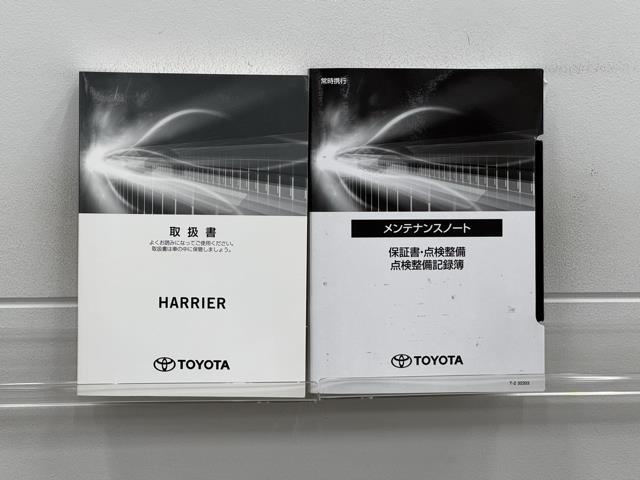 取扱書
よくお読みになってご使用ください。
取扱書は車の中に保管しましょう。
HARRIER
TOYOTA
常時携行
メンテナンスノート
保証書・点検整備
点検整備記録簿
TOYOTA